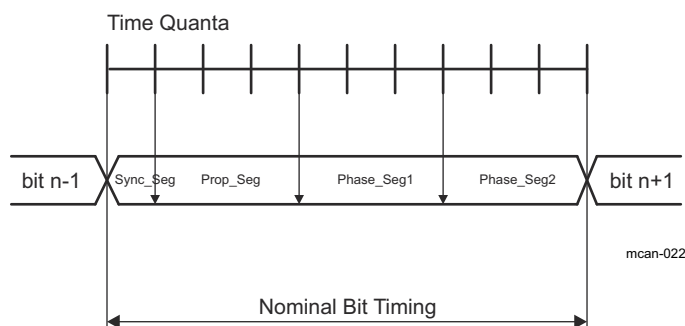 Time Quanta
bit n-1
Sync_Seg
Prop_Seg
Phase_Seg1
Phase_Seg2
bit n+1
mcan-022
Nominal Bit Timing